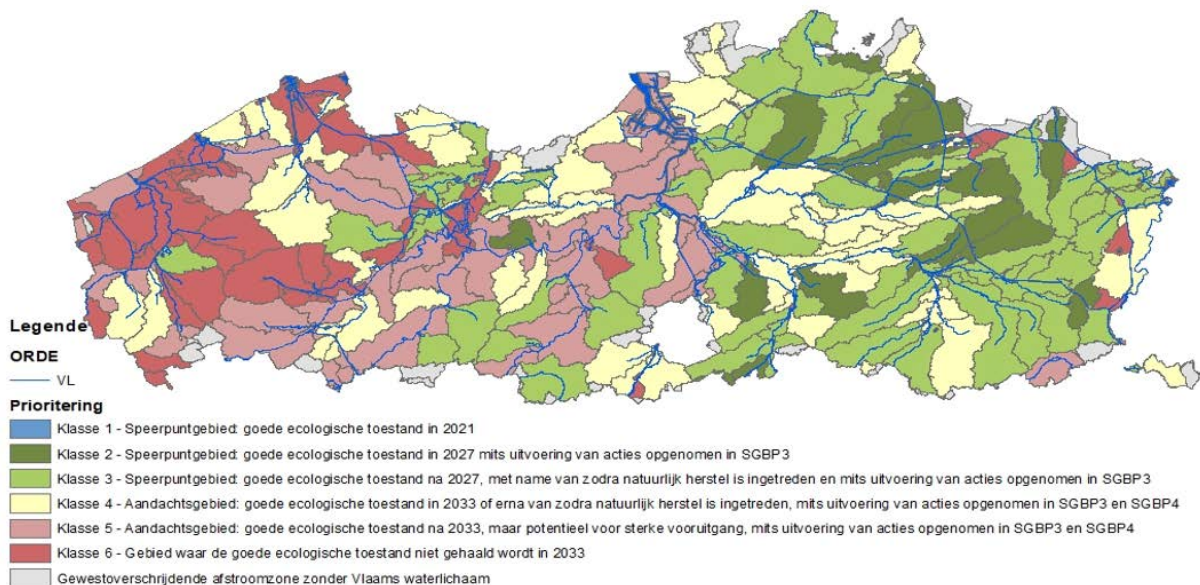 Legende
ORDE
VL
Prioritering
Klasse 1 - Speerpuntgebied: goede ecologische toestand in 2021
Klasse 2 - Speerpuntgebied: goede ecologische toestand in 2027 mits uitvoering van acties opgenomen in SGBP3
Klasse 3 - Speerpuntgebied: goede ecologische toestand na 2027, met name van zodra natuurlijk herstel is ingetreden en mits uitvoering van acties opgenomen in SGBP3
Klasse 4 - Aandachtsgebied: goede ecologische toestand in 2033 of erna van zodra natuurlijk herstel is ingetreden, mits uitvoering van acties opgenomen in SGBP3 en SGBP4
Klasse 5 - Aandachtsgebied: goede ecologische toestand na 2033, maar potentieel voor sterke vooruitgang, mits uitvoering van acties opgenomen in SGBP3 en SGBP4
Klasse 6 - Gebied waar de goede ecologische toestand niet gehaald wordt in 2033
Gewestoverschrijdende afstroomzone zonder Vlaams waterlichaam